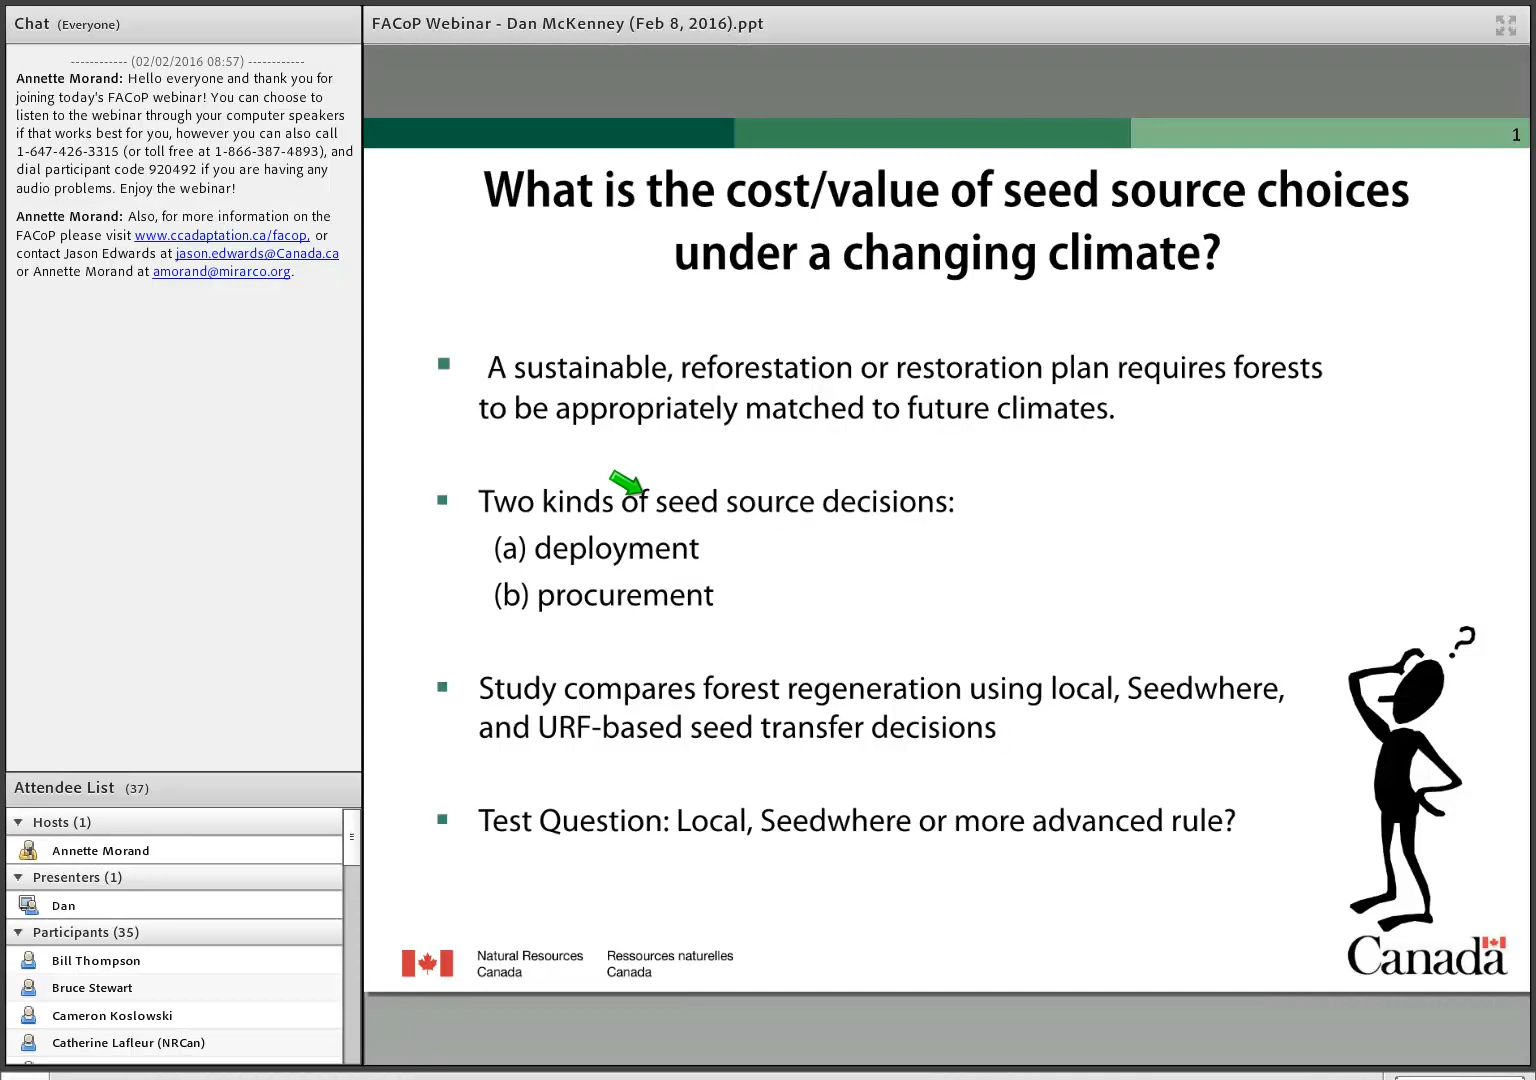 Chat (Everyone)
------------ (02/02/2016 08:57) ------------
Annette Morand: Hello everyone and thank you for
joining today's FACoP webinar! You can choose to
listen to the webinar through your computer speakers
if that works best for you, however you can also call
1-647-426-3315 (or toll free at 1-866-387-4893), and
dial participant code 920492 if you are having any
audio problems. Enjoy the webinar!
Annette Morand: Also, for more information on the
FACoP please visit www.ccadaptation.ca/facop, or
contact Jason Edwards at jason.edwards@Canada.ca
or Annette Morand at amorand@mirarco.org.
Attendee List (37)
Hosts (1)
Annette Morand
Presenters (1)
Dan
Participants (35)
Bill Thompson
Bruce Stewart
Cameron Koslowski
Catherine Lafleur (NRCan)
FACoP Webinar - Dan McKenney (Feb 8, 2016).ppt
1
What is the cost/value of seed source choices
under a changing climate?
A sustainable, reforestation or restoration plan requires forests
to be appropriately matched to future climates.
Two kinds of seed source decisions:
(a) deployment
(b) procurement
Study compares forest regeneration using local, Seedwhere,
and URF-based seed transfer decisions
Test Question: Local, Seedwhere or more advanced rule?
?
Natural Resources
Canada
Ressources naturelles
Canada
Canada